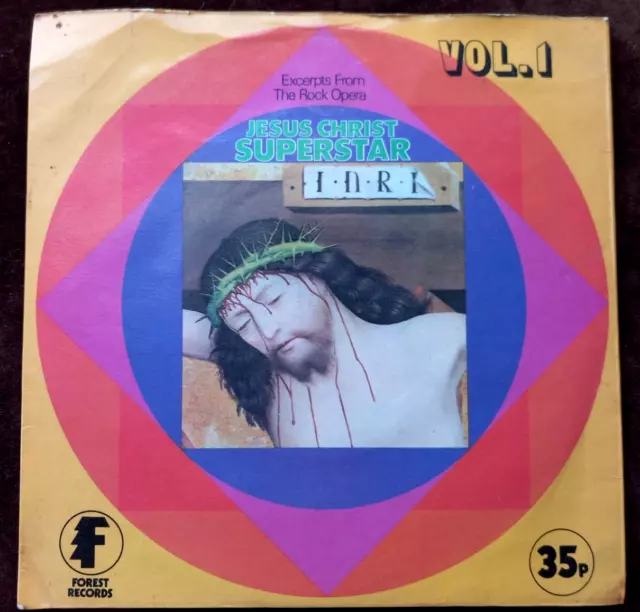 VOL.1
Excerpts From
The Rock Opera
JESUS CHRIST
SUPERSTAR
I·N·R·I
F
FOREST
RECORDS
35p